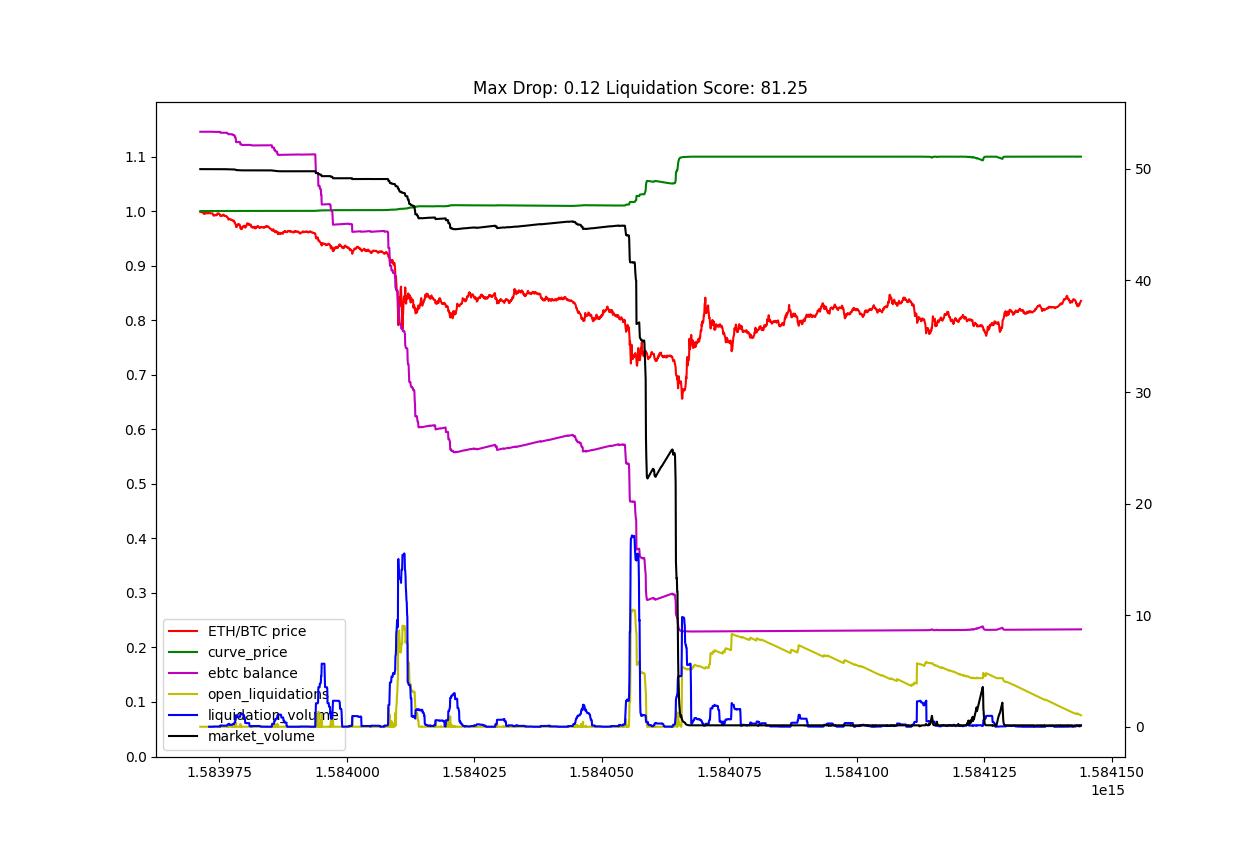 Max Drop: 0.12 Liquidation Score: 81.25
1.1
1.0
0.9
0.8
0.7
0.6
0.5
0.4
0.3
0.2
0.1
0.0
50
40
30
20
10
0
ETH/BTC price
curve_price
ebtc balance
open_liquidations
liquidation_volume
market_volume
1.583975 1.584000 1.584025 1.584050 1.584075 1.584100 1.584125 1.584150
1e15